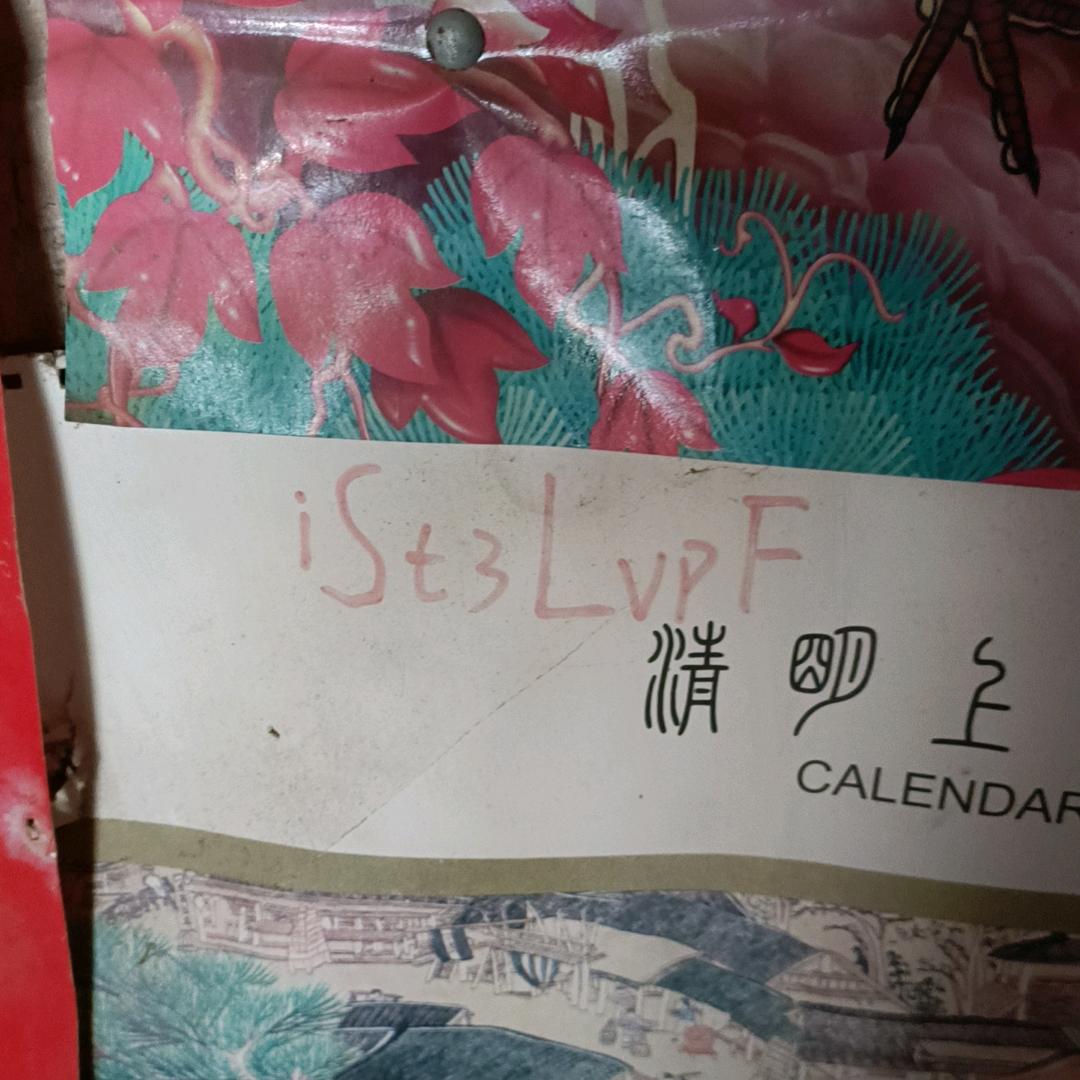 iSt3LvpF
清明上
CALENDAR